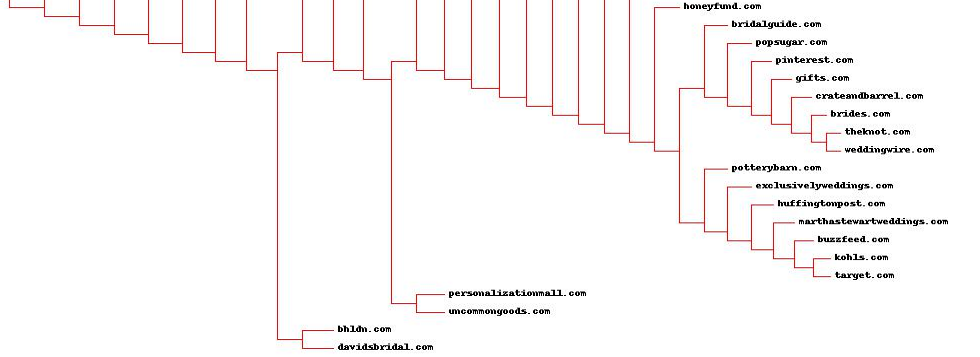 honeyfund.com
bridalguide.com
popsugar.com
pinterest.com
gifts.com
crateandbarrel.com
brides.com
theknot.com
weddingwire.com
potterybarn.com
exclusivelyweddings.com
huffingtonpost.com
marthastewartweddings.com
buzzfeed.com
kohls.com
target.com
personalizationmall.com
uncommongoods.com
bhldn.com
davidsbridal.com